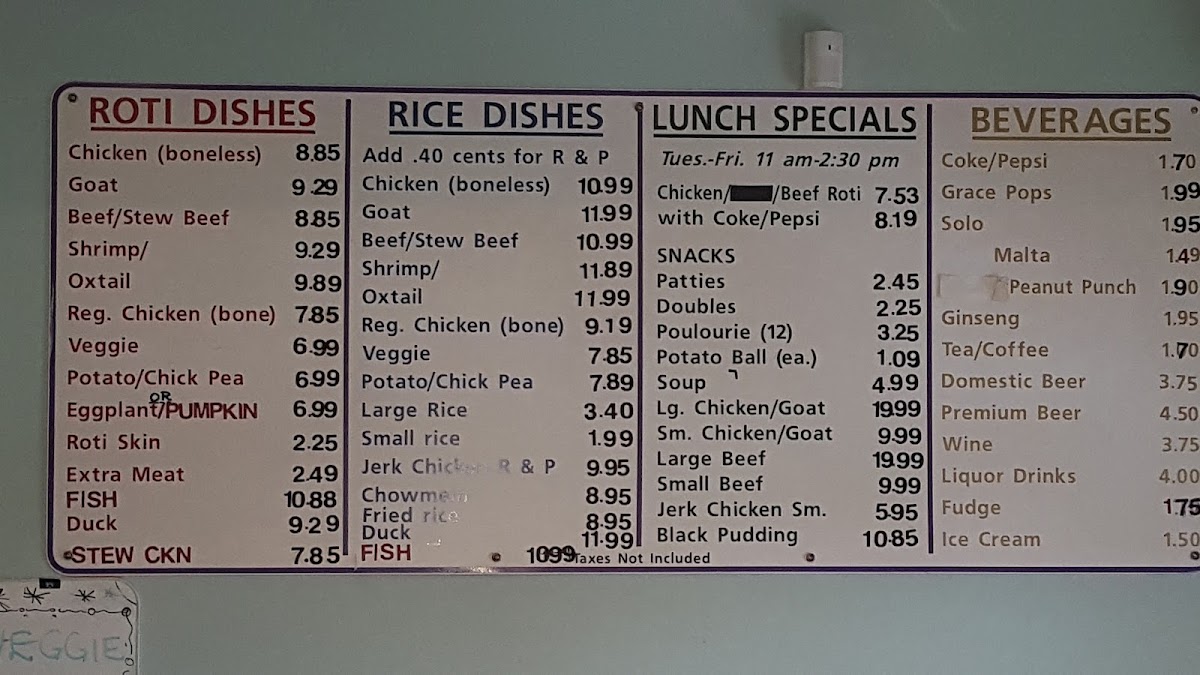 ROTI DISHES
Chicken (boneless) 8.85
Goat 9.29
Beef/Stew Beef 8.85
Shrimp/ 9.29
Oxtail 9.89
Reg. Chicken (bone) 7.85
Veggie 6.99
Potato/Chick Pea 6.99
OR
Eggplant/PUMPKIN 6.99
Roti Skin 2.25
Extra Meat 2.49
FISH 10.88
Duck 9.29
STEW CKN 7.85
RICE DISHES
Add .40 cents for R & P
Chicken (boneless) 10.99
Goat 11.99
Beef/Stew Beef 10.99
Shrimp/ 11.89
Oxtail 11.99
Reg. Chicken (bone) 9.19
Veggie 7.85
Potato/Chick Pea 7.89
Large Rice 3.40
Small rice 1.99
Jerk Chicken R & P 9.95
Chowmein 8.95
Fried rice 8.95
Duck 11.99
FISH 10.99
LUNCH SPECIALS
Tues.-Fri. 11 am-2:30 pm
Chicken/ /Beef Roti 7.53
with Coke/Pepsi 8.19
SNACKS
Patties 2.45
Doubles 2.25
Poulourie (12) 3.25
Potato Ball (ea.) 1.09
Soup 4.99
Lg. Chicken/Goat 19.99
Sm. Chicken/Goat 9.99
Large Beef 19.99
Small Beef 9.99
Jerk Chicken Sm. 5.95
Black Pudding 10.85
Taxes Not Included
BEVERAGES
Coke/Pepsi 1.70
Grace Pops 1.99
Solo 1.95
Malta 1.49
Peanut Punch 1.90
Ginseng 1.95
Tea/Coffee 1.70
Domestic Beer 3.75
Premium Beer 4.50
Wine 3.75
Liquor Drinks 4.00
Fudge 1.75
Ice Cream 1.50
VEGGIE